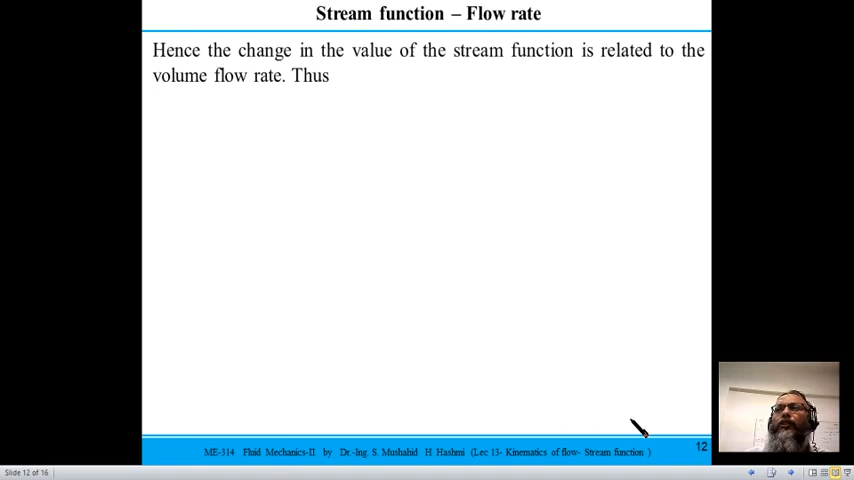 Stream function – Flow rate
Hence the change in the value of the stream function is related to the
volume flow rate. Thus
ME-314 Fluid Mechanics-II by Dr.-Ing. S. Mushahid H Hashmi (Lec 13- Kinematics of flow- Stream function )
12
Slide 12 of 16